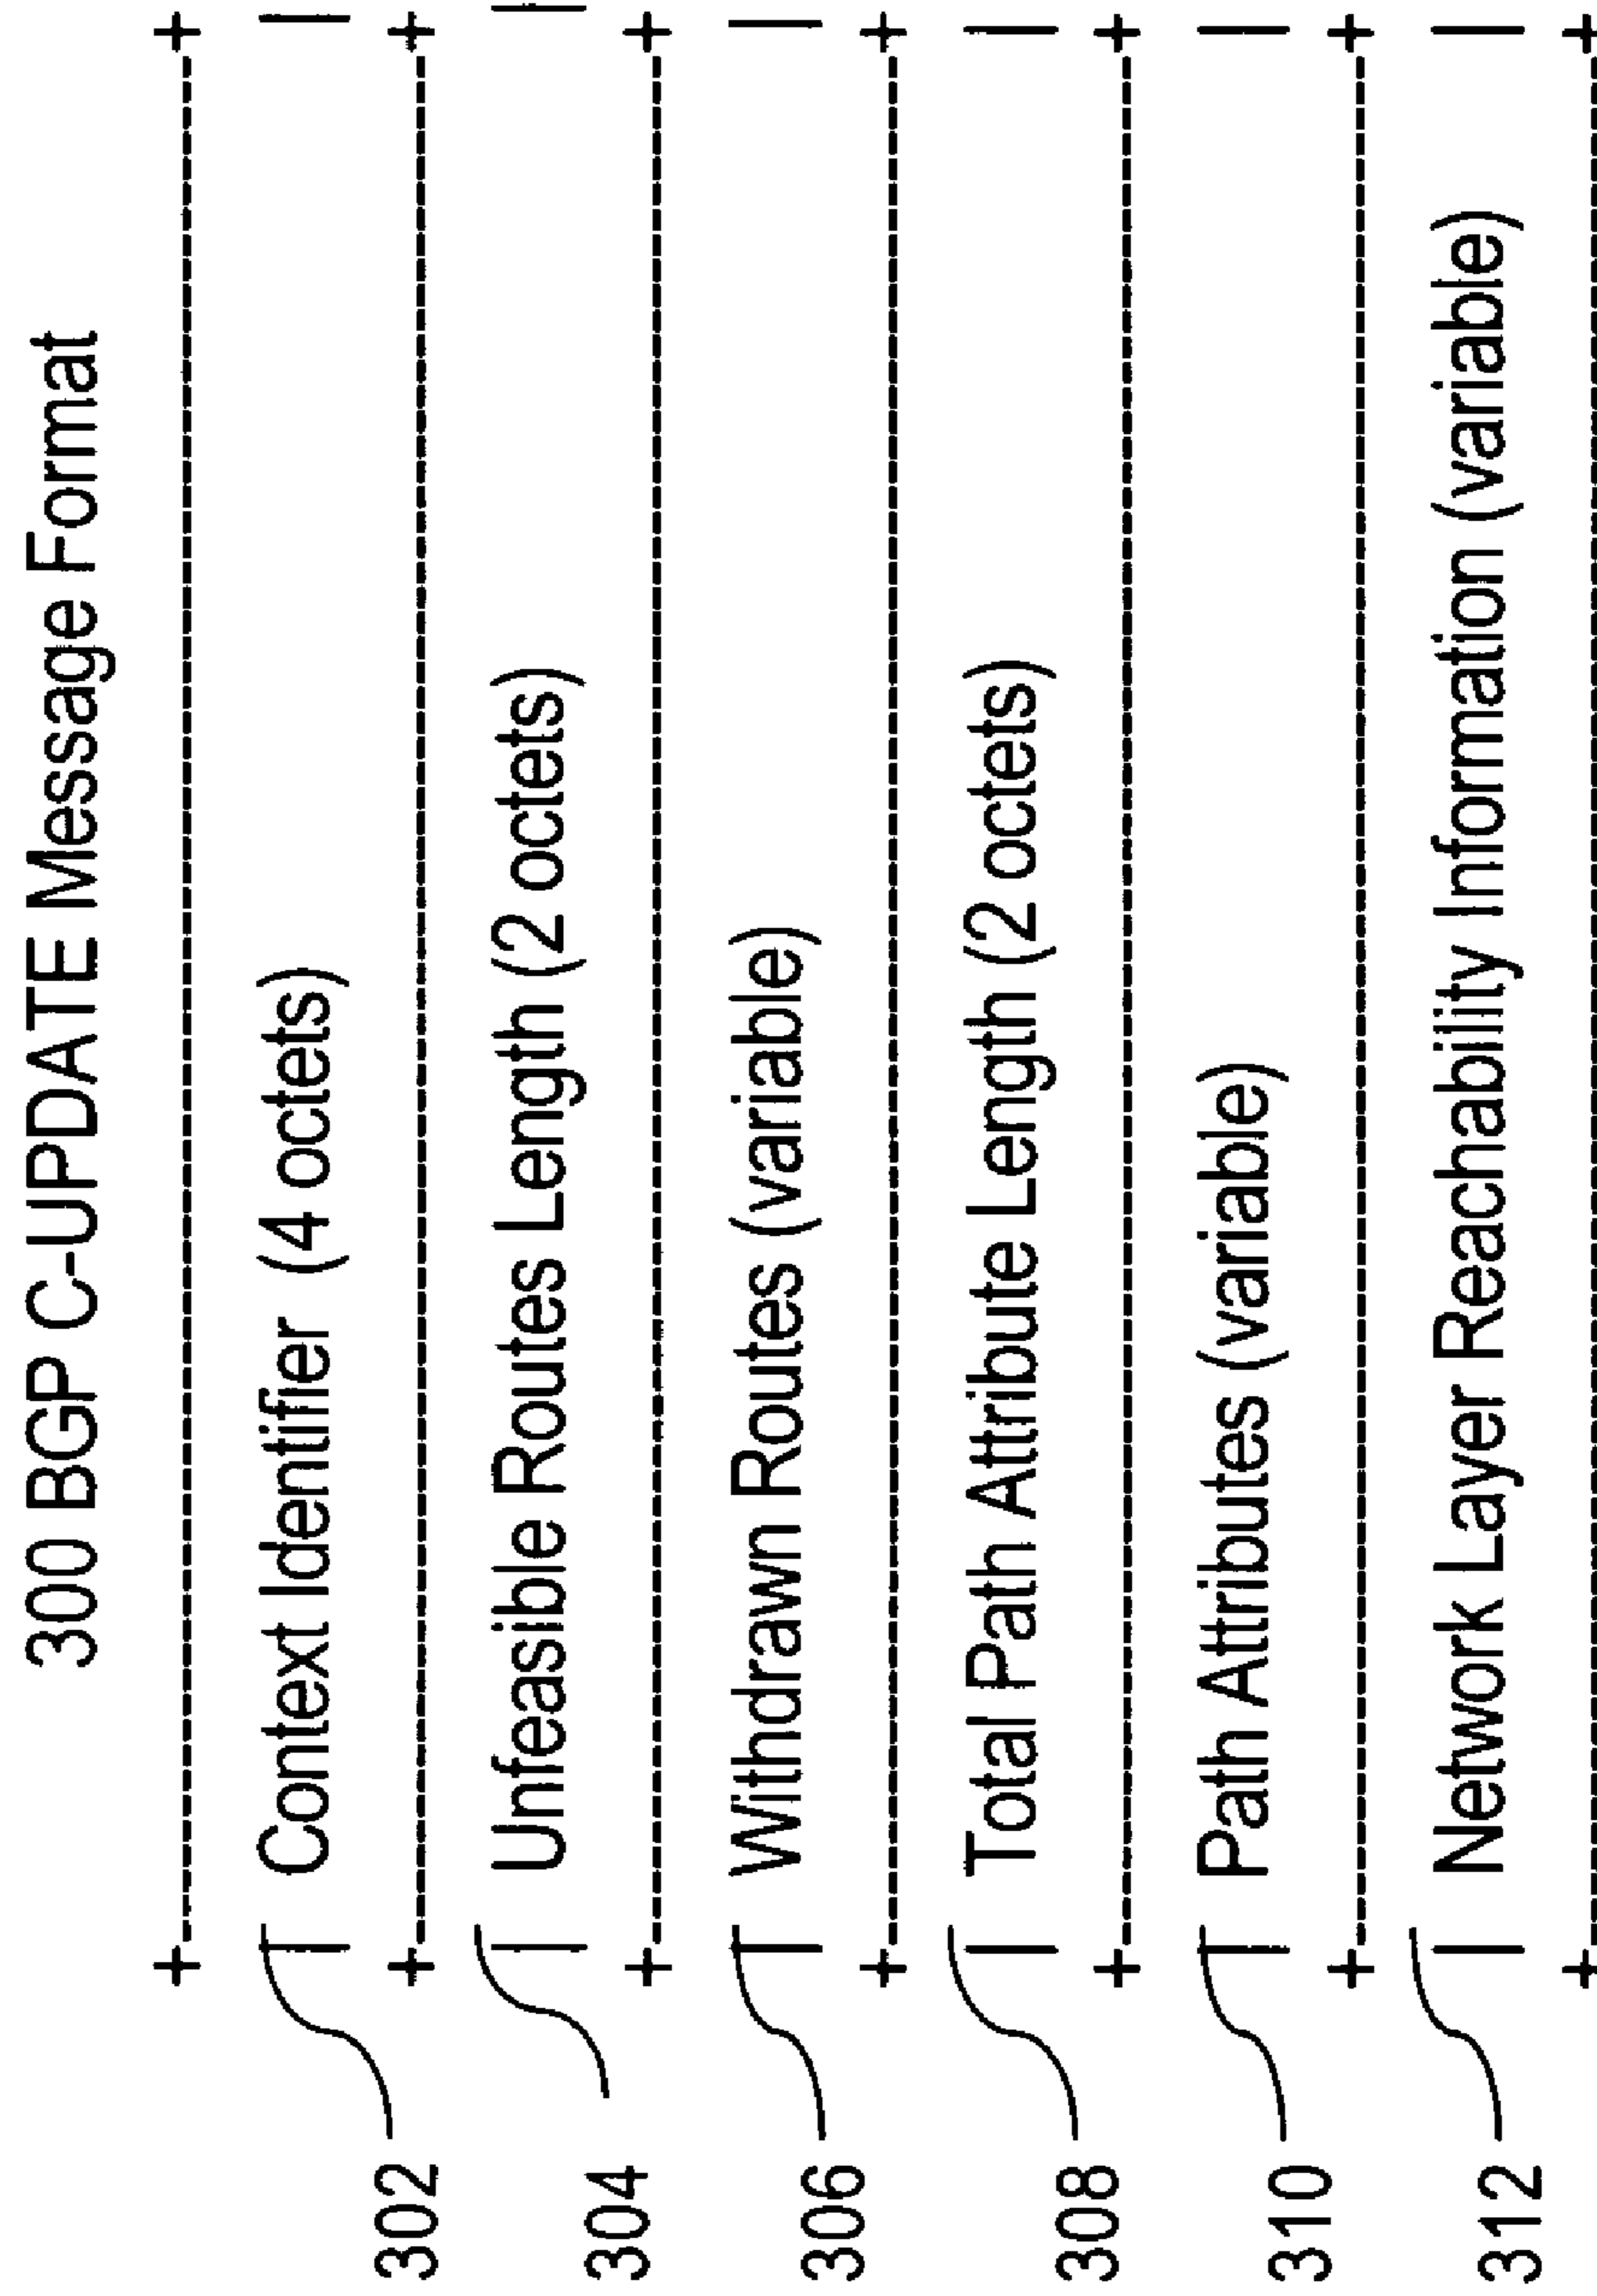 300 BGP C-UPDATE Message Format
+-----------------------------------------------------+
302 | Context Identifier (4 octets) |
+-----------------------------------------------------+
304 | Unfeasible Routes Length (2 octets) |
+-----------------------------------------------------+
306 | Withdrawn Routes (variable) |
+-----------------------------------------------------+
308 | Total Path Attribute Length (2 octets) |
+-----------------------------------------------------+
310 | Path Attributes (variable) |
+-----------------------------------------------------+
312 | Network Layer Reachability Information (variable) |
+-----------------------------------------------------+